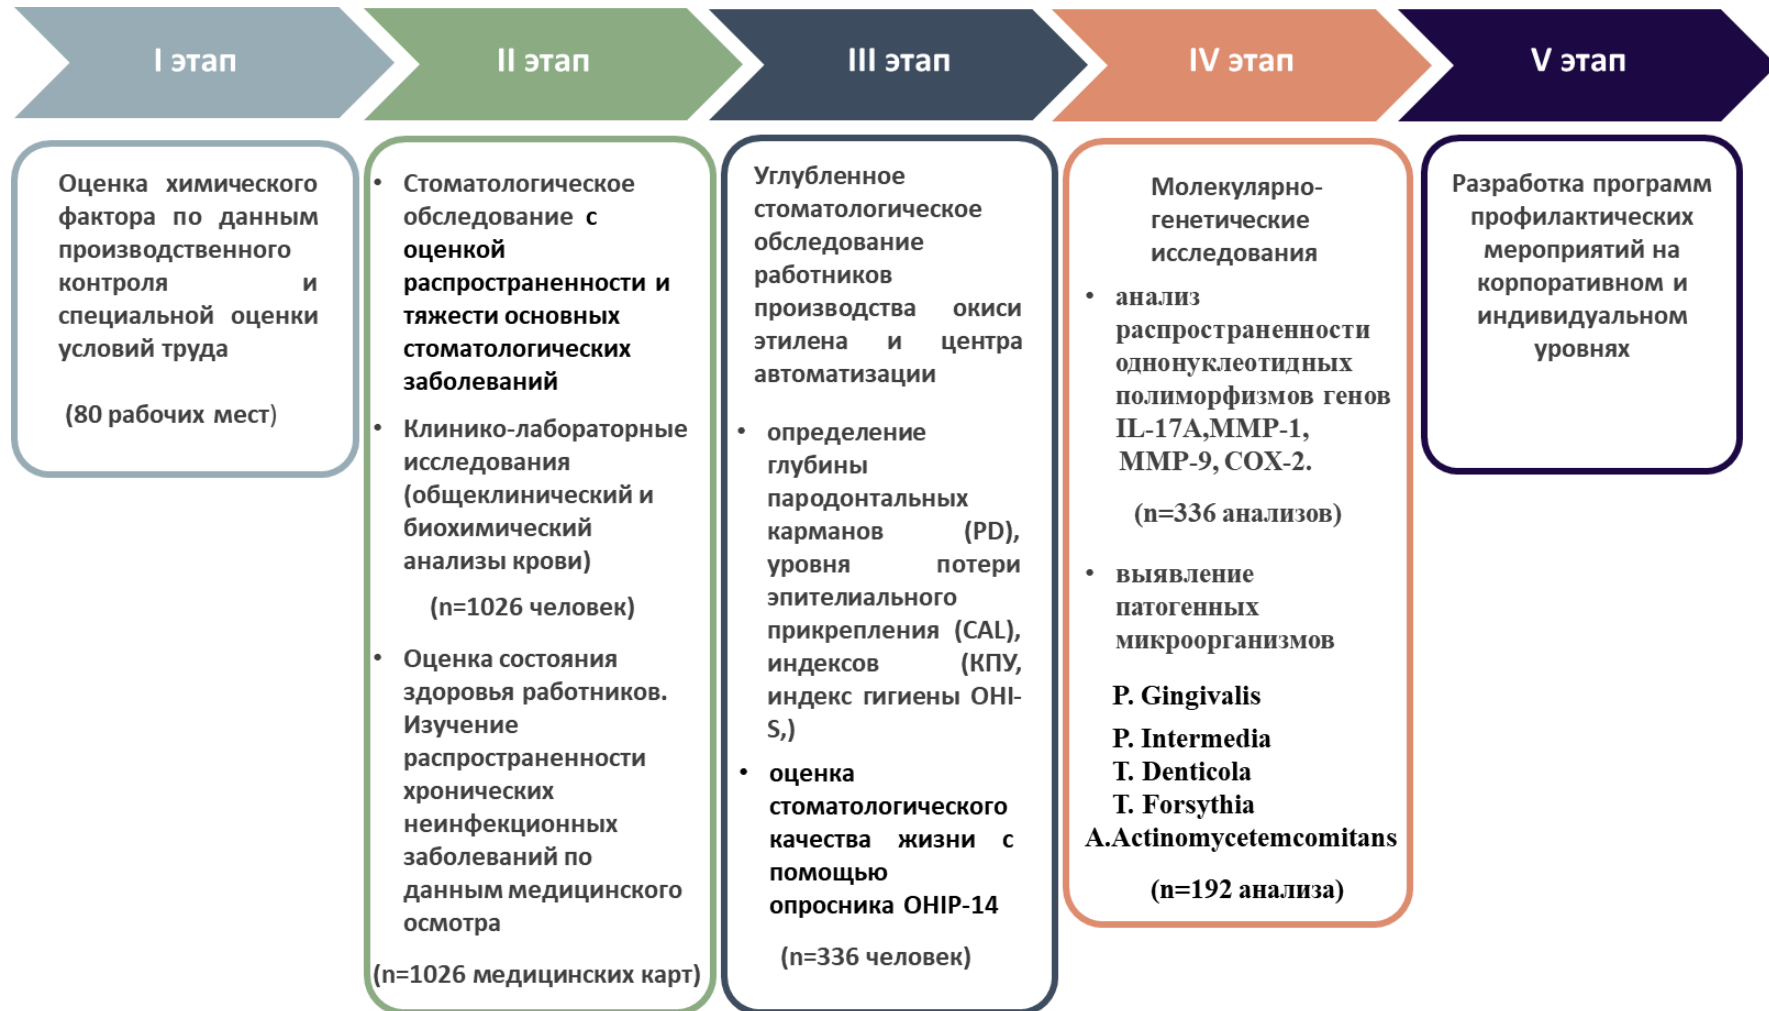 I этап
II этап
III этап
IV этап
V этап
Оценка химического
фактора по данным
производственного
контроля и
специальной оценки
условий труда
(80 рабочих мест)
• Стоматологическое
обследование с
оценкой
распространенности и
тяжести основных
стоматологических
заболеваний
• Клинико-лабораторные
исследования
(общеклинический и
биохимический
анализы крови)
(n=1026 человек)
• Оценка состояния
здоровья работников.
Изучение
распространенности
хронических
неинфекционных
заболеваний по
данным медицинского
осмотра
(n=1026 медицинских карт)
Углубленное
стоматологическое
обследование
работников
производства окиси
этилена и центра
автоматизации
• определение
глубины
пародонтальных
карманов (PD),
уровня потери
эпителиального
прикрепления (CAL),
индексов (КПУ,
индекс гигиены OHI-
S,)
• оценка
стоматологического
качества жизни с
помощью
опросника OHIP-14
(n=336 человек)
Молекулярно-
генетические
исследования
• анализ
распространенности
однонуклеотидных
полиморфизмов генов
IL-17A,MMP-1,
MMP-9, COX-2.
(n=336 анализов)
• выявление
патогенных
микроорганизмов
P. Gingivalis
P. Intermedia
T. Denticola
T. Forsythia
A.Actinomycetemcomitans
(n=192 анализа)
Разработка программ
профилактических
мероприятий на
корпоративном и
индивидуальном
уровнях